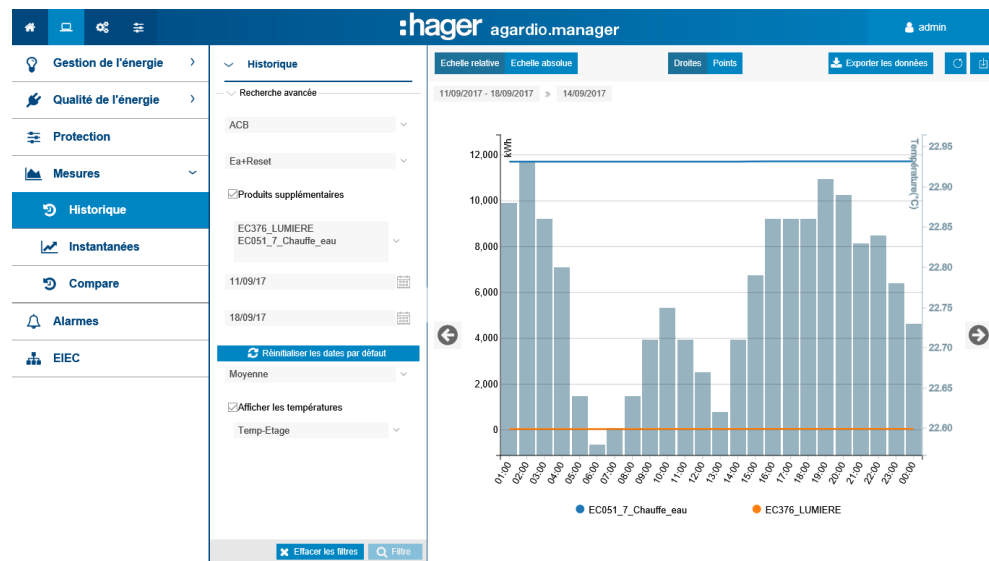 :hager agardio.manager
admin
Gestion de l'énergie
Qualité de l'énergie
Protection
Mesures
Historique
Instantanées
Compare
Alarmes
EIEC
Historique
Recherche avancée
ACB
Ea+Reset
Produits supplémentaires
EC376_LUMIERE
EC051_7_Chauffe_eau
11/09/17
18/09/17
Réinitialiser les dates par défaut
Moyenne
Afficher les températures
Temp-Etage
Effacer les filtres
Filtre
Echelle relative Echelle absolue
Droites Points
Exporter les données
11/09/2017 - 18/09/2017 » 14/09/2017
kWh
12,000
10,000
8,000
6,000
4,000
2,000
0
Température(°C)
22.95
22.90
22.85
22.80
22.75
22.70
22.65
22.60
01:00 02:00 03:00 04:00 05:00 06:00 07:00 08:00 09:00 10:00 11:00 12:00 13:00 14:00 15:00 16:00 17:00 18:00 19:00 20:00 21:00 22:00 23:00 00:00
EC051_7_Chauffe_eau EC376_LUMIERE